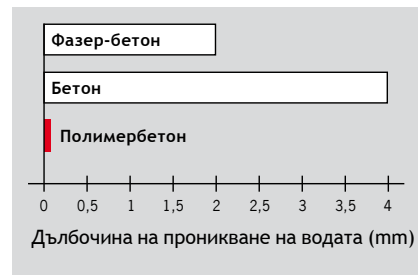 Фазер-бетон
Бетон
Полимербетон
0 0,5 1 1,5 2 2,5 3 3,5 4
Дълбочина на проникване на водата (mm)